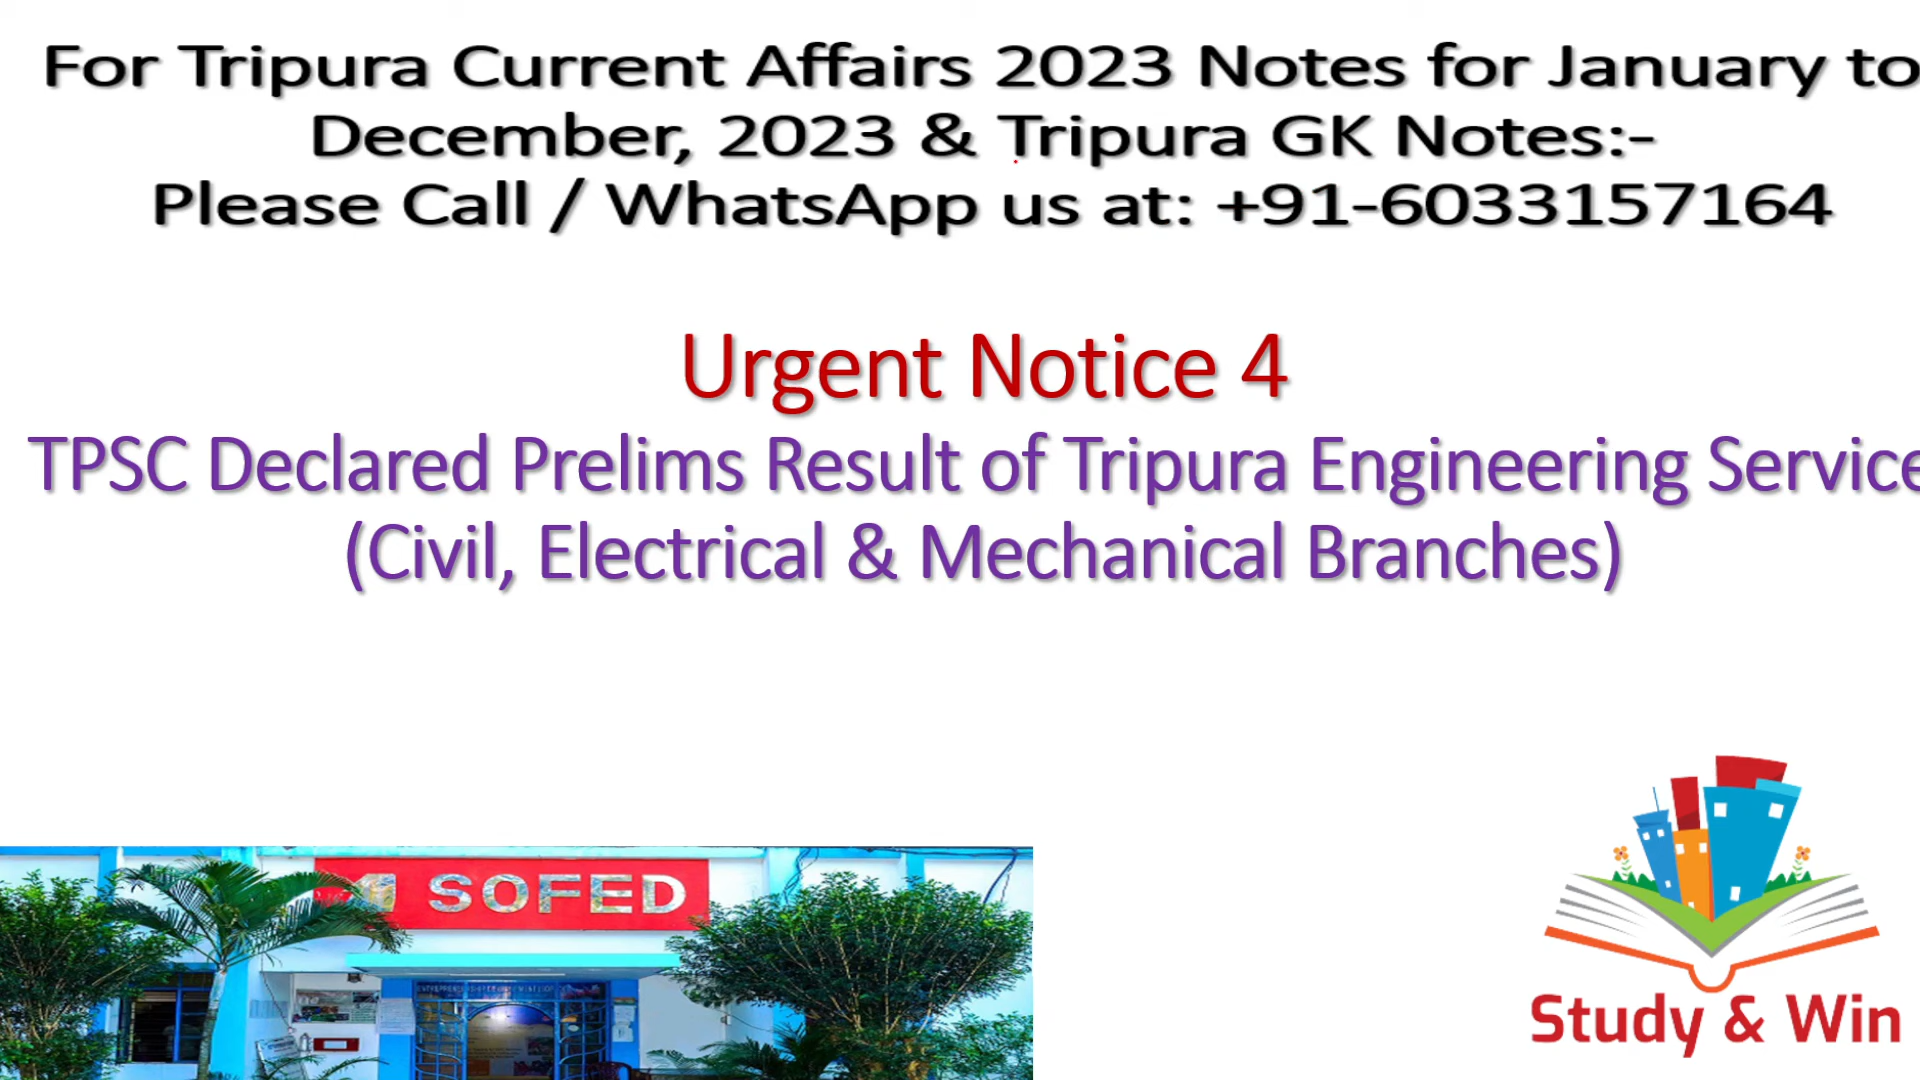 For Tripura Current Affairs 2023 Notes for January to
December, 2023 & Tripura GK Notes:-
Please Call / WhatsApp us at: +91-6033157164
Urgent Notice 4
TPSC Declared Prelims Result of Tripura Engineering Service
(Civil, Electrical & Mechanical Branches)
SOFED
Study & Win